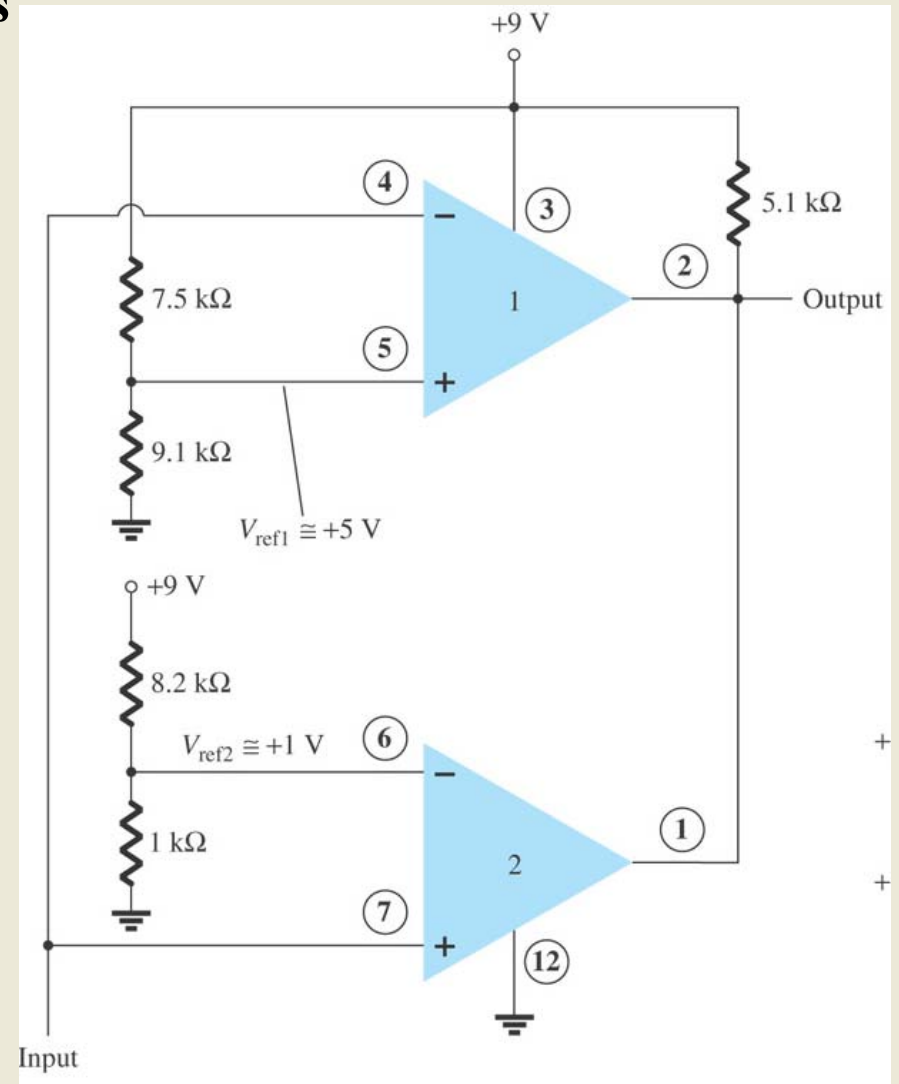 s
+9 V
4
3
5.1 kΩ
−
2
7.5 kΩ
1
Output
5
+
9.1 kΩ
Vref1 ≅ +5 V
+9 V
8.2 kΩ
Vref2 ≅ +1 V
6
−
+
1 kΩ
1
2
+
7
+
12
Input